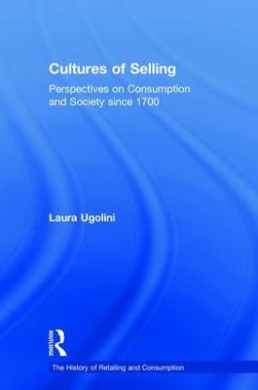 Cultures of Selling
Perspectives on Consumption
and Society since 1700
Laura Ugolini
ROUTLEDGE
The History of Retailing and Consumption